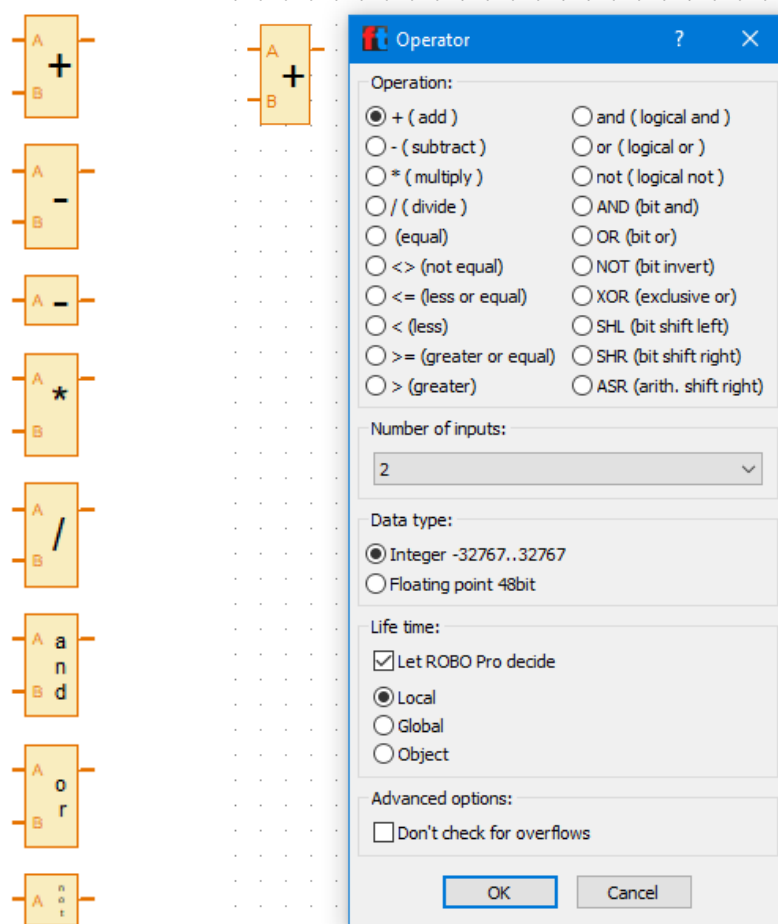 A
+
B
A
-
B
A -
A
*
B
A
/
B
A a
n
B d
A
o
r
B
A n
o
t
A
+
B
ft Operator ? ×
Operation:
+ ( add )
- ( subtract )
* ( multiply )
/ ( divide )
(equal)
<> (not equal)
<= (less or equal)
< (less)
>= (greater or equal)
> (greater)
and ( logical and )
or ( logical or )
not ( logical not )
AND (bit and)
OR (bit or)
NOT (bit invert)
XOR (exclusive or)
SHL (bit shift left)
SHR (bit shift right)
ASR (arith. shift right)
Number of inputs:
2
Data type:
Integer -32767..32767
Floating point 48bit
Life time:
Let ROBO Pro decide
Local
Global
Object
Advanced options:
Don't check for overflows
OK
Cancel